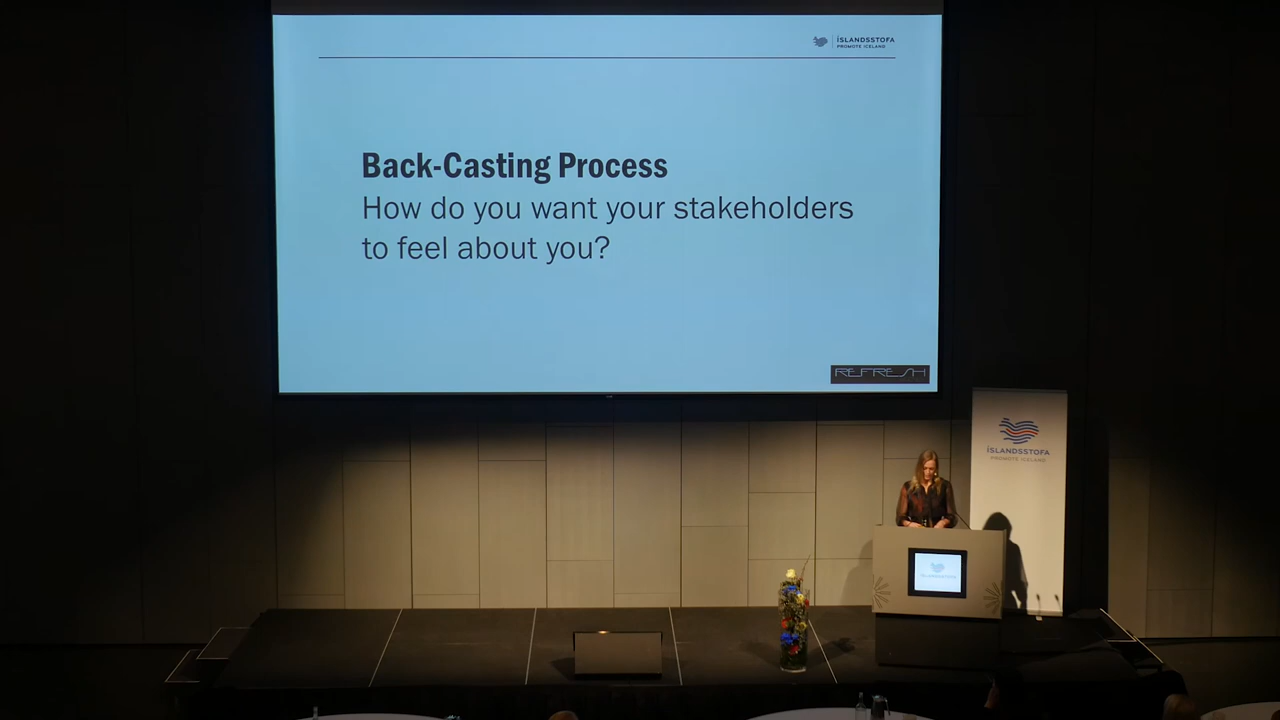 ÍSLANDSSTOFA
PROMOTE ICELAND
Back-Casting Process
How do you want your stakeholders
to feel about you?
REFRESH
ÍSLANDSSTOFA
PROMOTE ICELAND